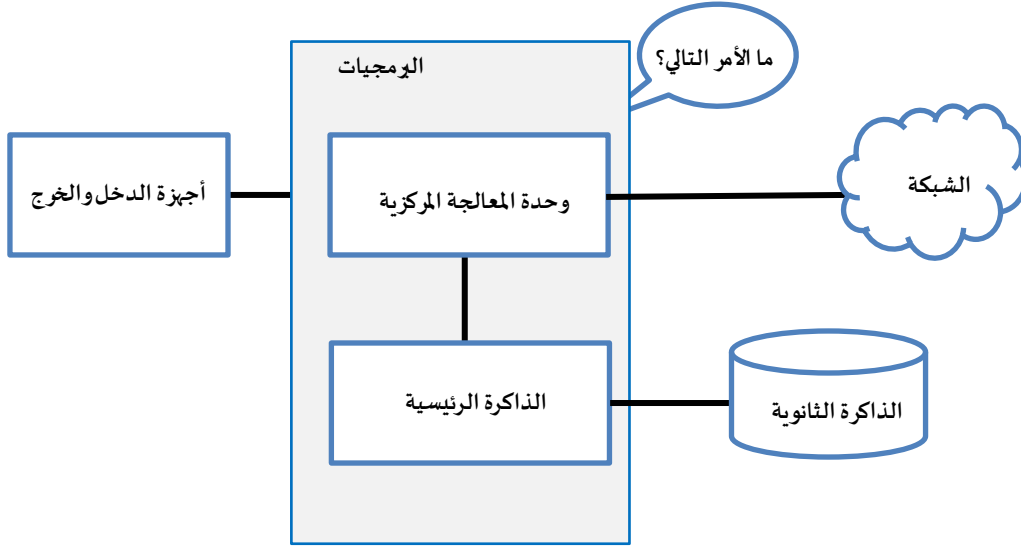 ما الأمر التالي؟
البرمجيات
الشبكة
وحدة المعالجة المركزية
أجهزة الدخل والخرج
الذاكرة الرئيسية
الذاكرة الثانوية